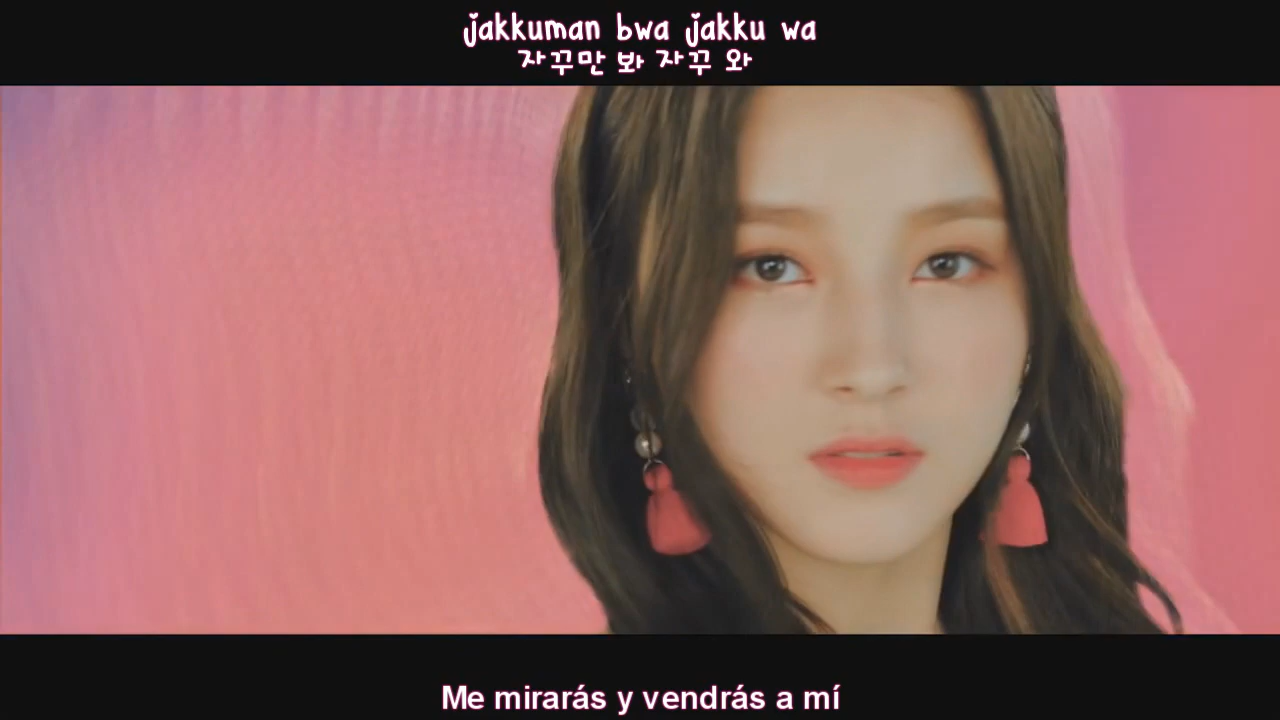 jakkuman bwa jakku wa
자꾸만 봐 자꾸 와
Me mirarás y vendrás a mí